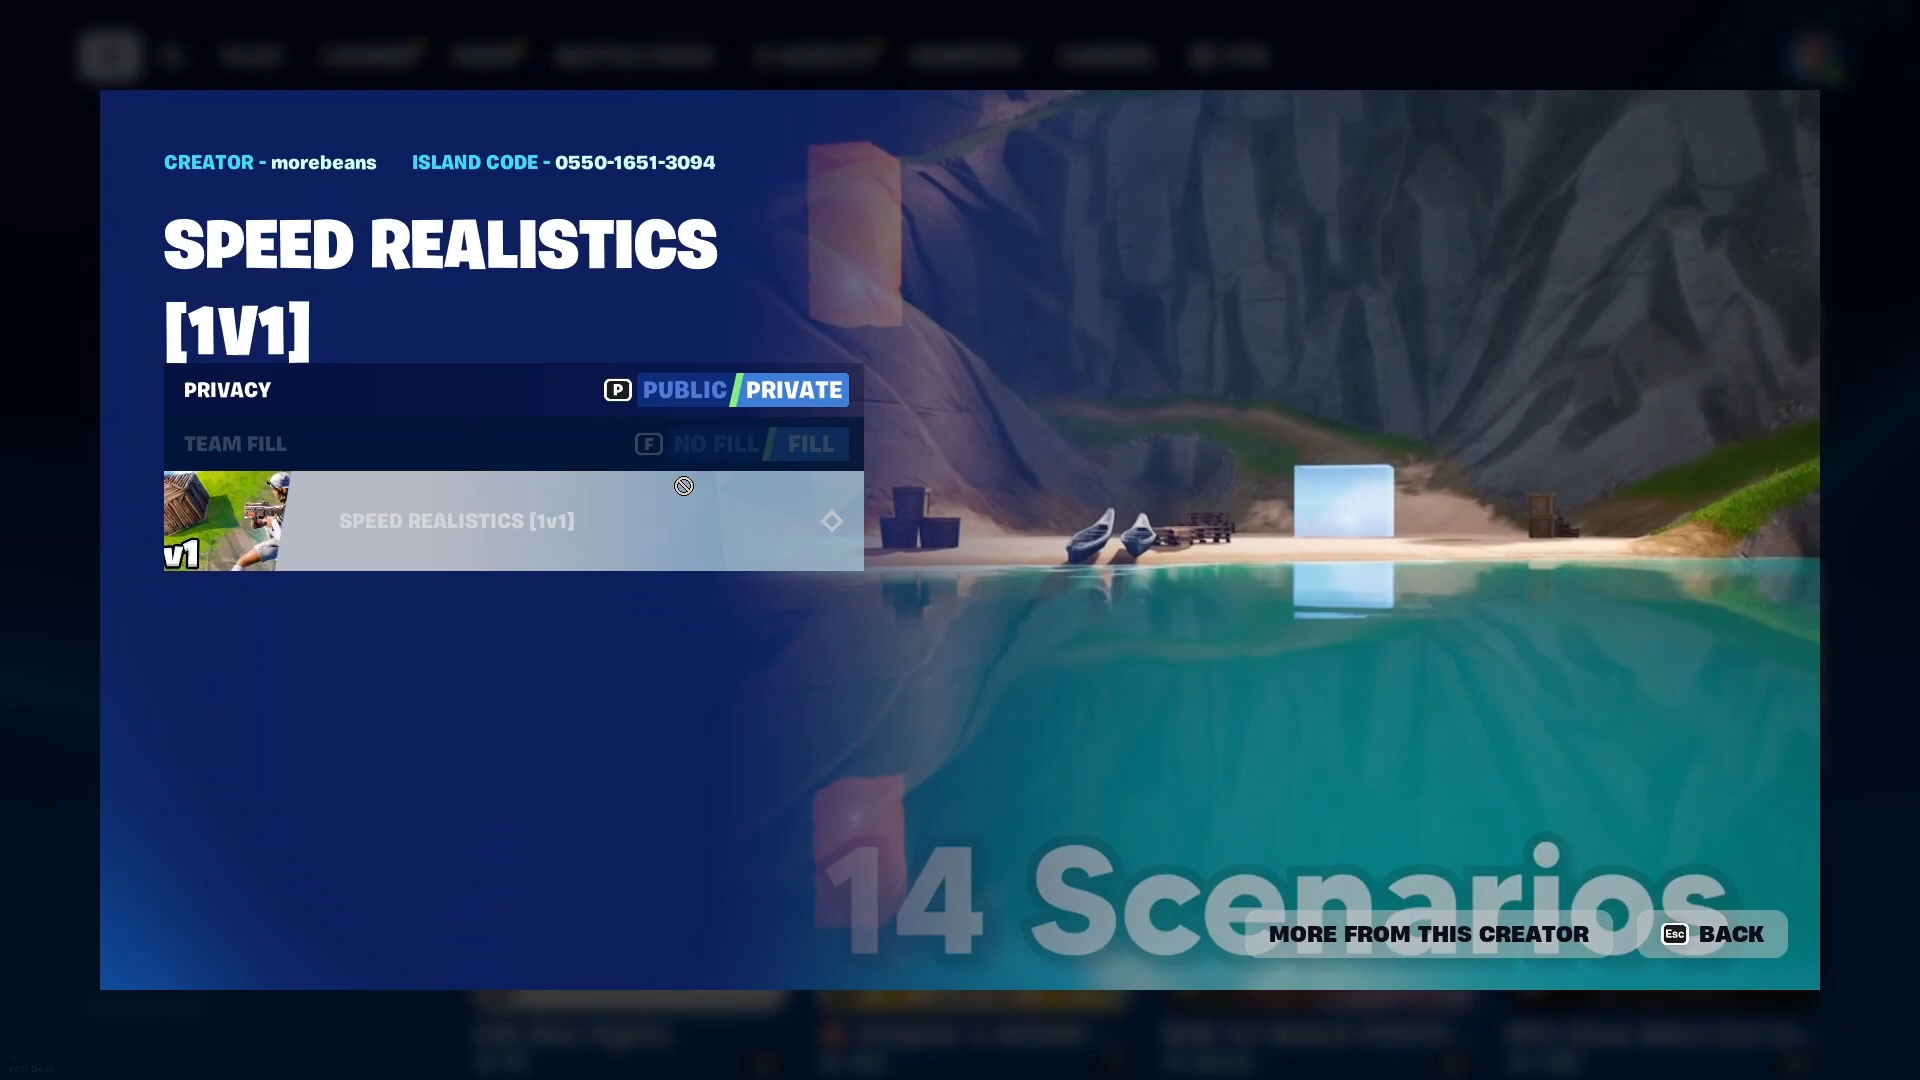 CREATOR - morebeans ISLAND CODE - 0550-1651-3094
SPEED REALISTICS
[1V1]
PRIVACY P PUBLIC/PRIVATE
TEAM FILL F NO FILL/FILL
SPEED REALISTICS [1v1]
v1
14 Scenarios
MORE FROM THIS CREATOR Esc BACK